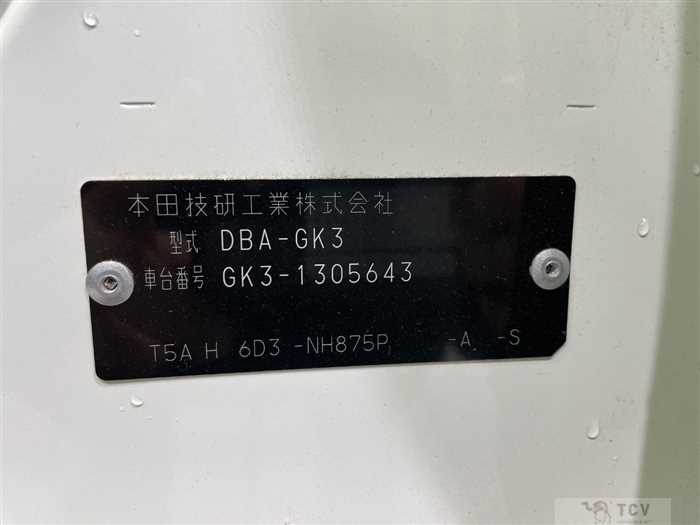 本田技研工業株式会社
型式 DBA-GK3
車台番号 GK3-1305643
T5A H 6D3 -NH875P -A -S
TCV